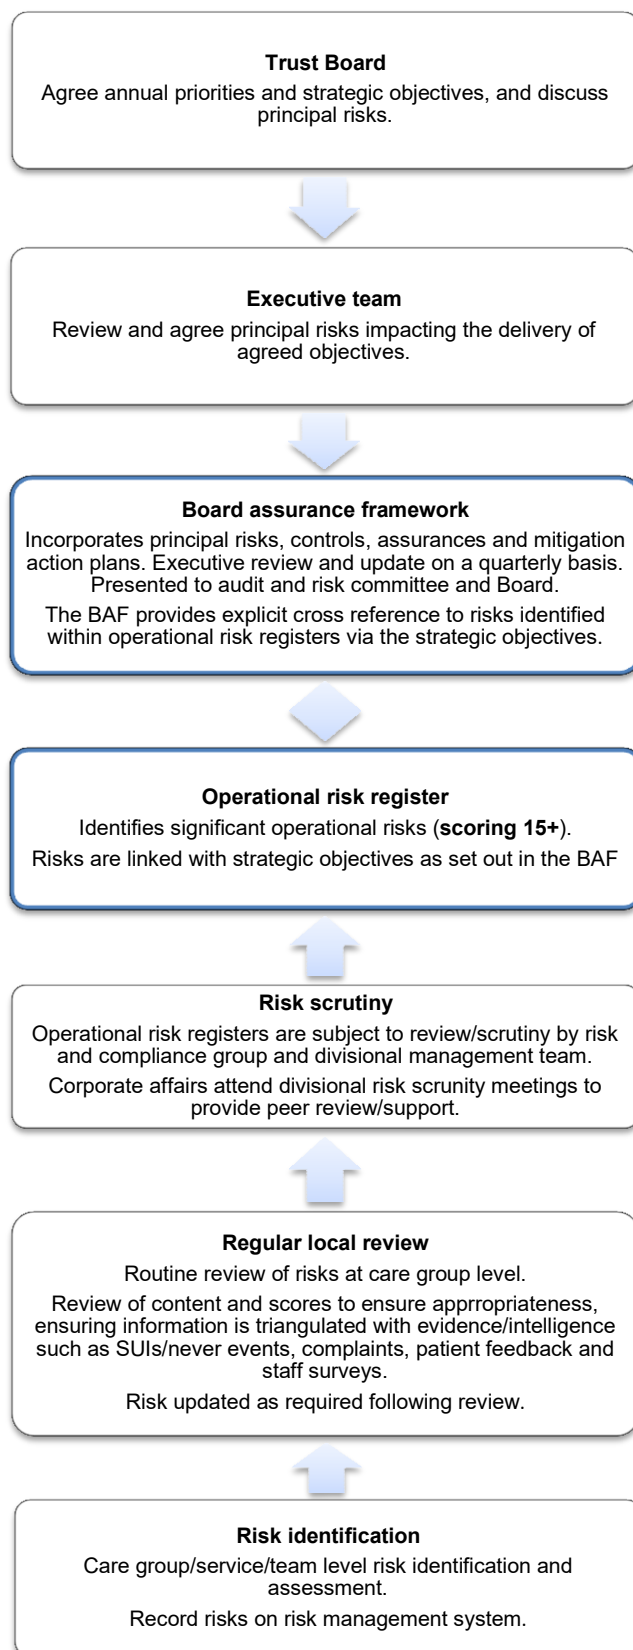 Trust Board
Agree annual priorities and strategic objectives, and discuss
principal risks.
Executive team
Review and agree principal risks impacting the delivery of
agreed objectives.
Board assurance framework
Incorporates principal risks, controls, assurances and mitigation
action plans. Executive review and update on a quarterly basis.
Presented to audit and risk committee and Board.
The BAF provides explicit cross reference to risks identified
within operational risk registers via the strategic objectives.
Operational risk register
Identifies significant operational risks (scoring 15+).
Risks are linked with strategic objectives as set out in the BAF
Risk scrutiny
Operational risk registers are subject to review/scrutiny by risk
and compliance group and divisional management team.
Corporate affairs attend divisional risk scrunity meetings to
provide peer review/support.
Regular local review
Routine review of risks at care group level.
Review of content and scores to ensure apprropriateness,
ensuring information is triangulated with evidence/intelligence
such as SUIs/never events, complaints, patient feedback and
staff surveys.
Risk updated as required following review.
Risk identification
Care group/service/team level risk identification and
assessment.
Record risks on risk management system.